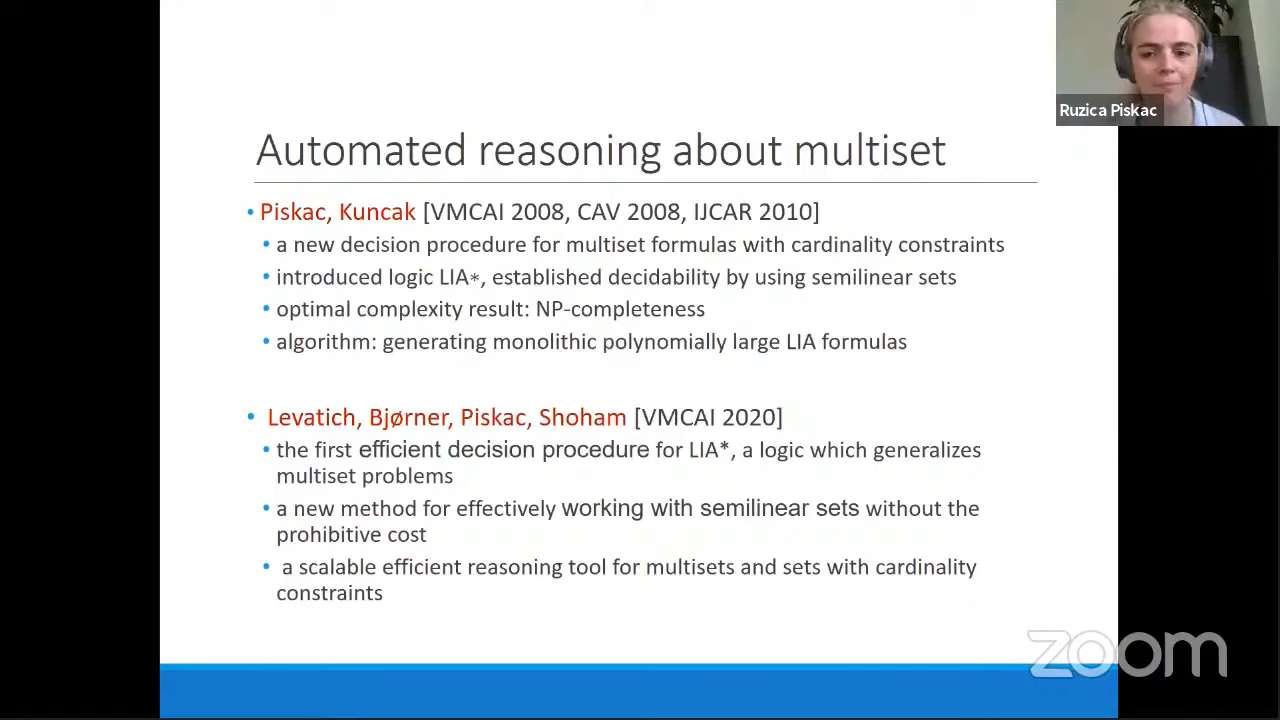 Ruzica Piskac
Automated reasoning about multiset
• Piskac, Kuncak [VMCAI 2008, CAV 2008, IJCAR 2010]
• a new decision procedure for multiset formulas with cardinality constraints
• introduced logic LIA∗, established decidability by using semilinear sets
• optimal complexity result: NP-completeness
• algorithm: generating monolithic polynomially large LIA formulas
• Levatich, Bjørner, Piskac, Shoham [VMCAI 2020]
• the first efficient decision procedure for LIA*, a logic which generalizes
multiset problems
• a new method for effectively working with semilinear sets without the
prohibitive cost
• a scalable efficient reasoning tool for multisets and sets with cardinality
constraints
zoom